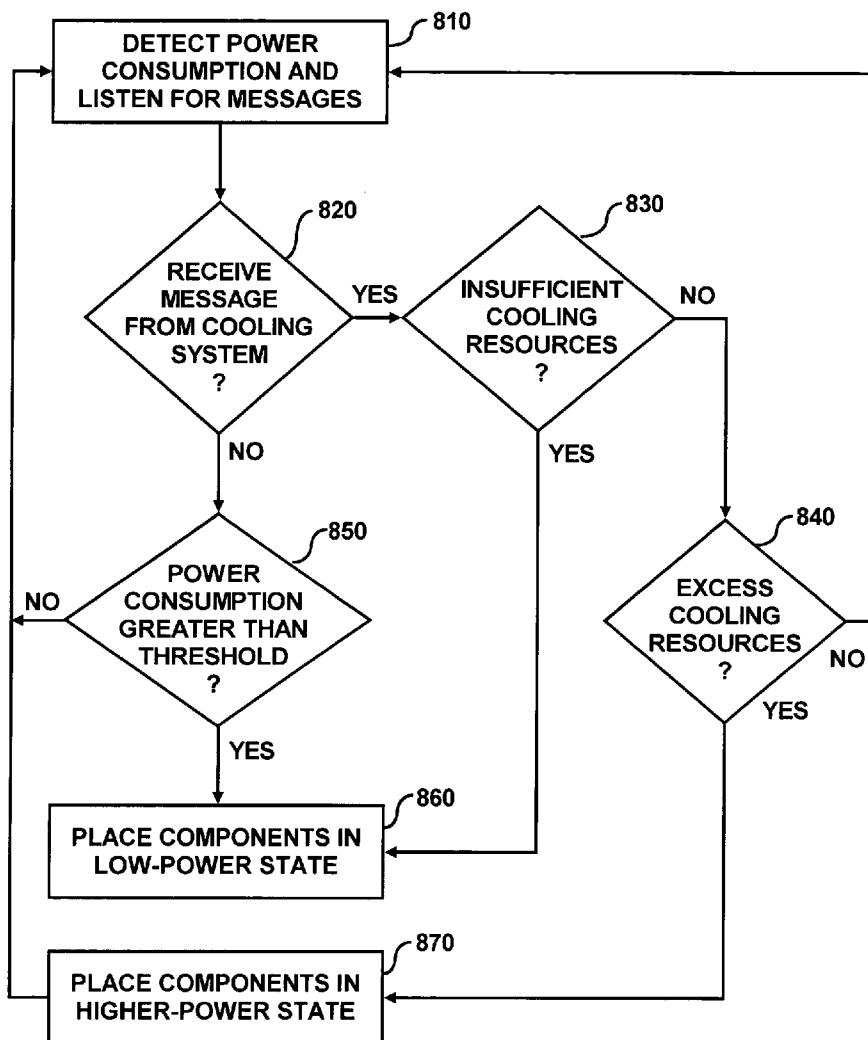 810
DETECT POWER
CONSUMPTION AND
LISTEN FOR MESSAGES
820
RECEIVE
MESSAGE
FROM COOLING
SYSTEM
?
YES
NO
830
INSUFFICIENT
COOLING
RESOURCES
?
NO
YES
840
EXCESS
COOLING
RESOURCES
?
NO
YES
850
POWER
CONSUMPTION
GREATER THAN
THRESHOLD
?
NO
YES
860
PLACE COMPONENTS IN
LOW-POWER STATE
870
PLACE COMPONENTS IN
HIGHER-POWER STATE